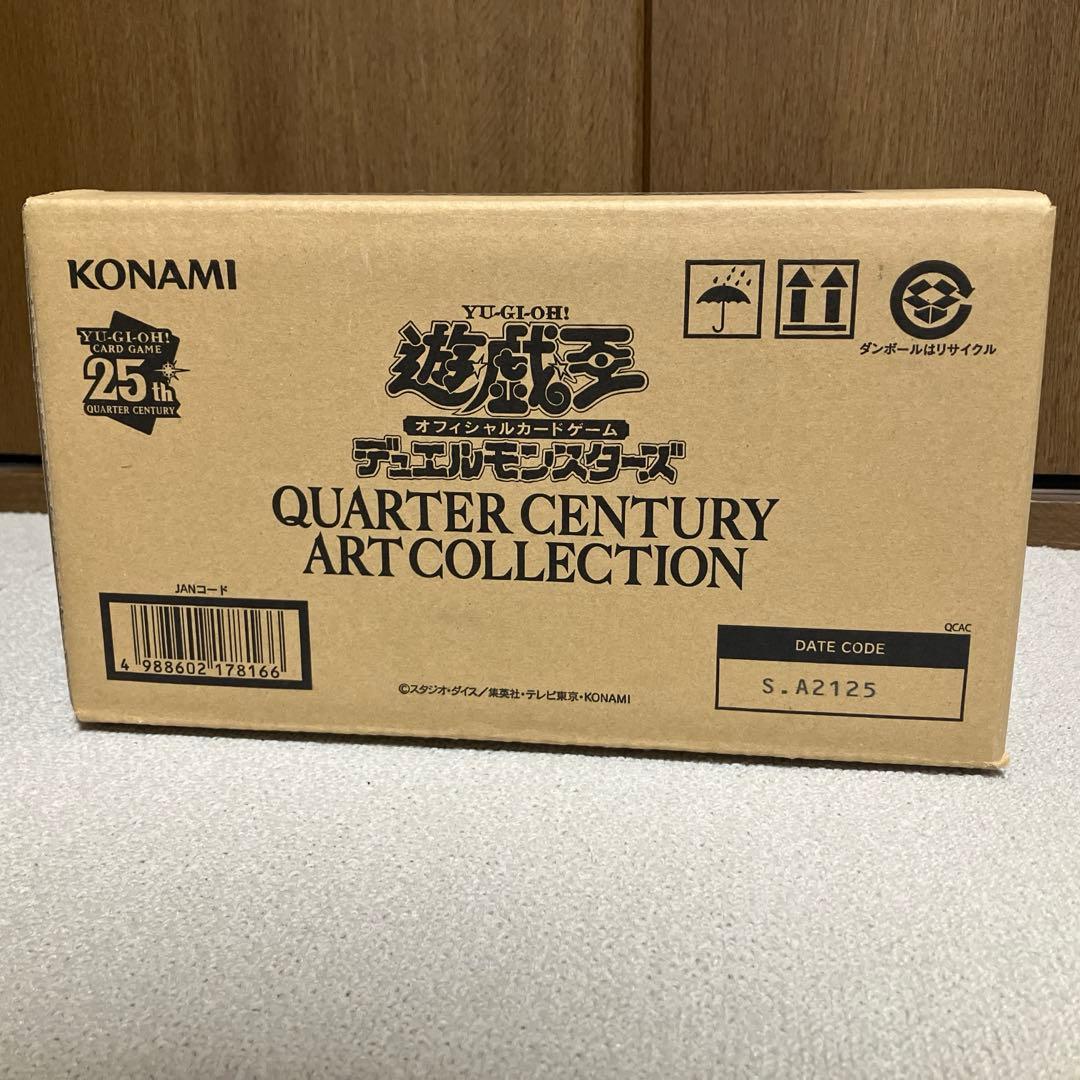 KONAMI
YU-GI-OH!
CARD GAME
25th
QUARTER CENTURY
YU-GI-OH!
遊☆戯☆王
オフィシャルカードゲーム
デュエルモンスターズ
QUARTER CENTURY
ART COLLECTION
ダンボールはリサイクル
JANコード
4 988602 178166
©スタジオ・ダイス/集英社・テレビ東京・KONAMI
QCAC
DATE CODE
S.A2125